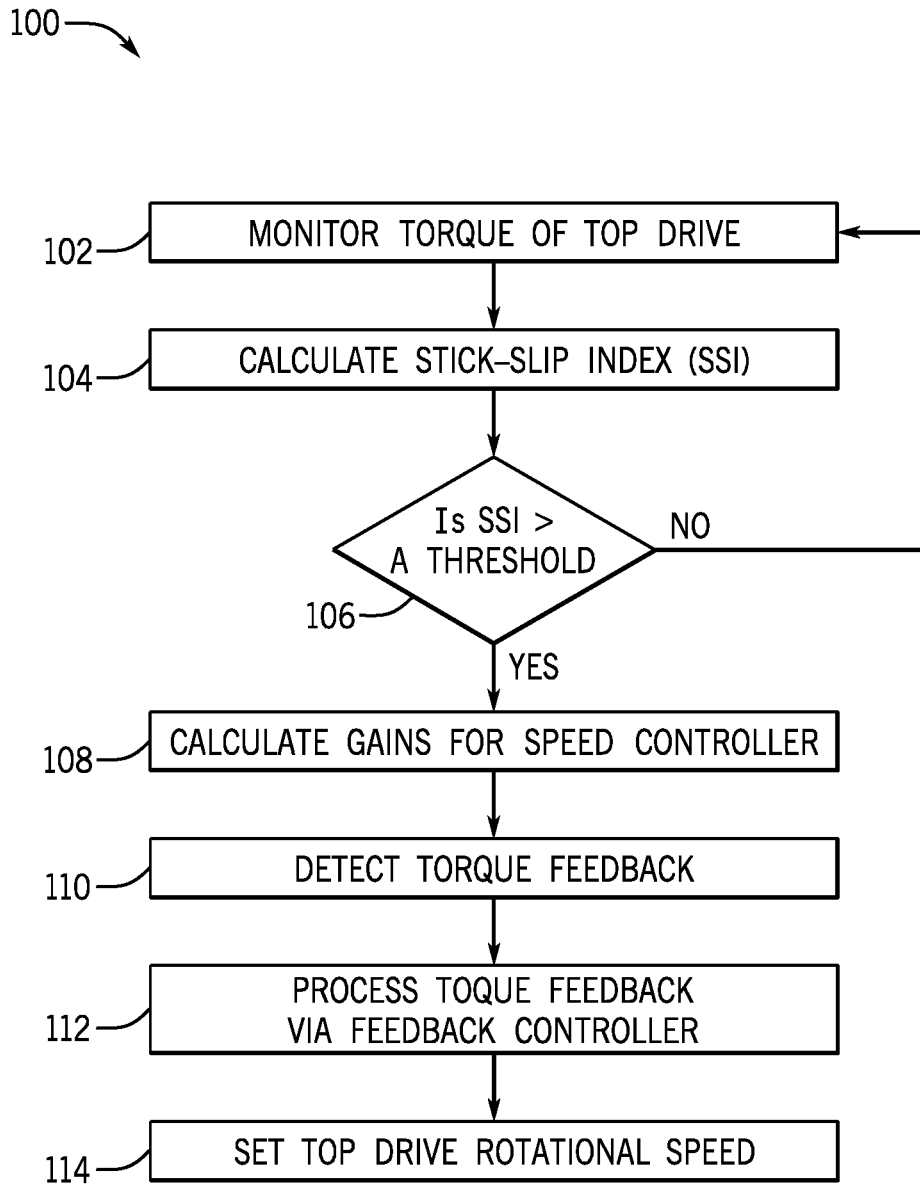 100
102
MONITOR TORQUE OF TOP DRIVE
104
CALCULATE STICK–SLIP INDEX (SSI)
Is SSI >
A THRESHOLD
NO
106
YES
108
CALCULATE GAINS FOR SPEED CONTROLLER
110
DETECT TORQUE FEEDBACK
112
PROCESS TOQUE FEEDBACK
VIA FEEDBACK CONTROLLER
114
SET TOP DRIVE ROTATIONAL SPEED